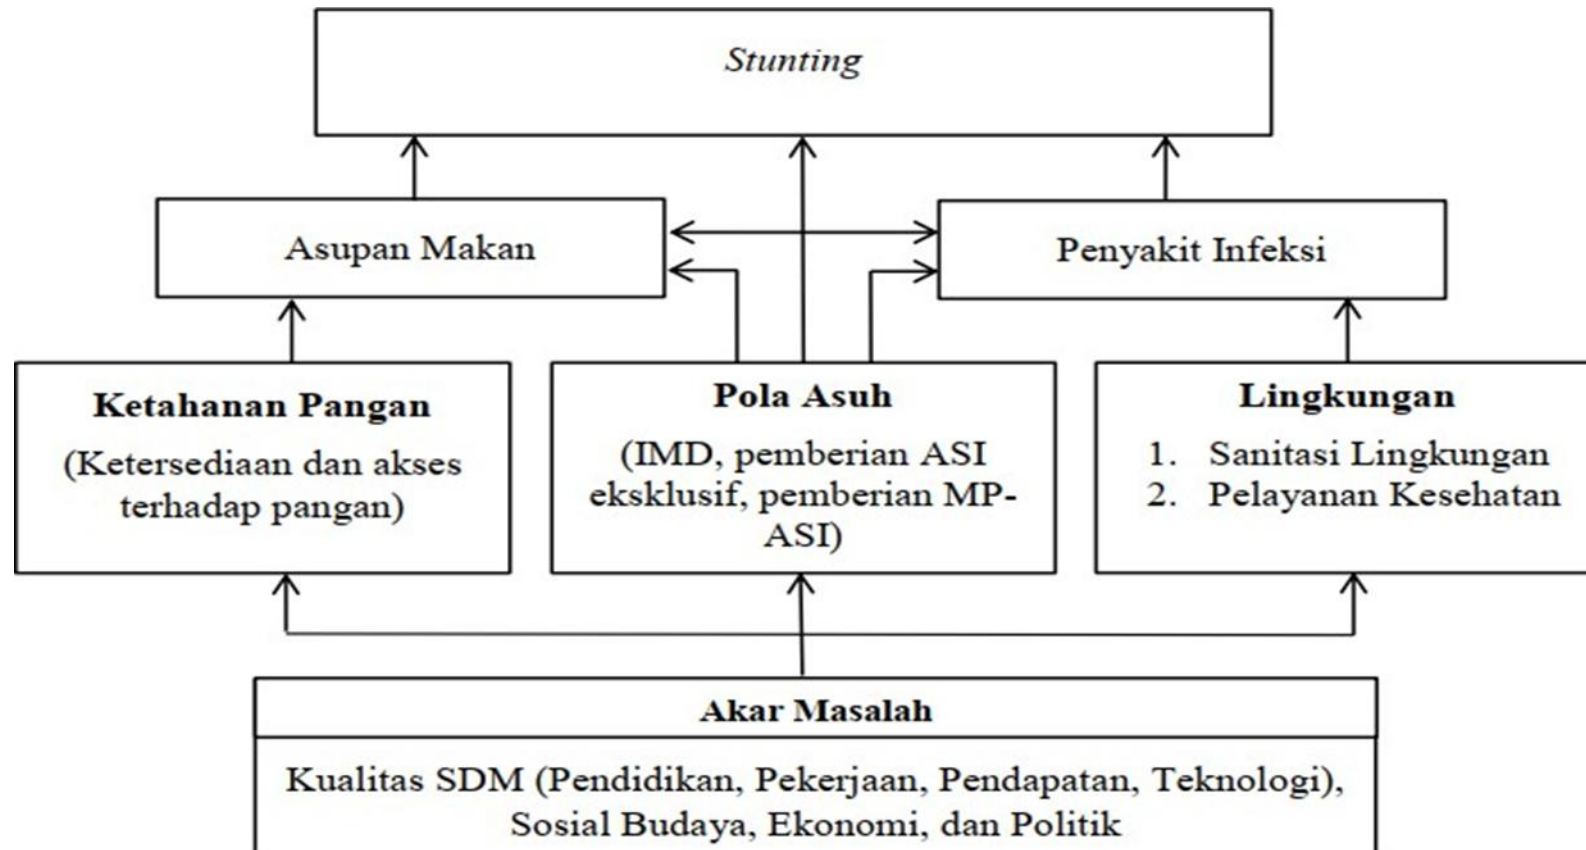 Stunting
Asupan Makan
Penyakit Infeksi
Ketahanan Pangan
(Ketersediaan dan akses
terhadap pangan)
Pola Asuh
(IMD, pemberian ASI
eksklusif, pemberian MP-
ASI)
Lingkungan
1. Sanitasi Lingkungan
2. Pelayanan Kesehatan
Akar Masalah
Kualitas SDM (Pendidikan, Pekerjaan, Pendapatan, Teknologi),
Sosial Budaya, Ekonomi, dan Politik